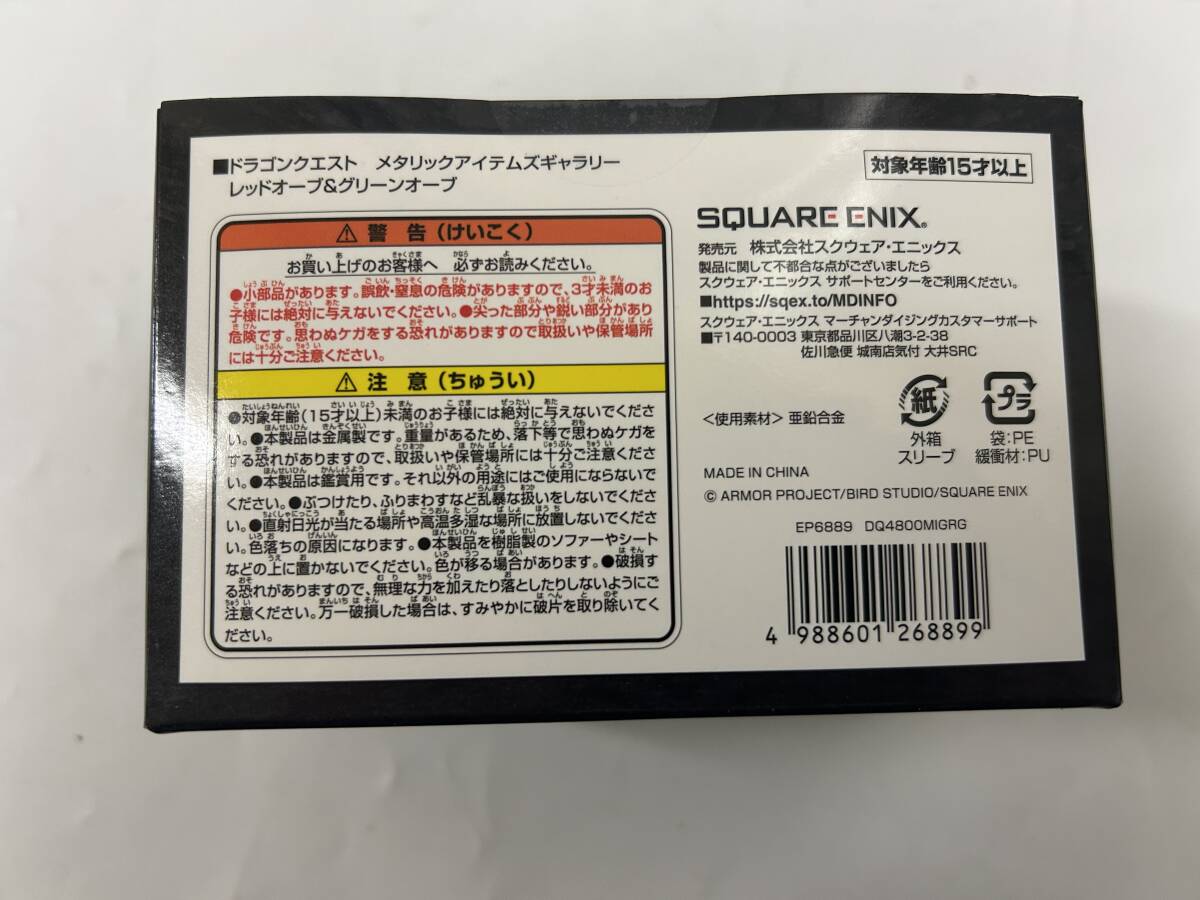 ■ドラゴンクエスト　メタリックアイテムズギャラリー
レッドオーブ&グリーンオーブ
対象年齢15才以上
⚠ 警 告（けいこく）
お買い上げのお客様へ　必ずお読みください。
●小部品があります。誤飲・窒息の危険がありますので、3才未満のお
子様には絶対に与えないでください。●尖った部分や鋭い部分があり
危険です。思わぬケガをする恐れがありますので取扱いや保管場所
には十分ご注意ください。
⚠ 注 意（ちゅうい）
●対象年齢（15才以上）未満のお子様には絶対に与えないでくださ
い。●本製品は金属製です。重量があるため、落下等で思わぬケガを
する恐れがありますので、取扱いや保管場所には十分ご注意くださ
い。●本製品は鑑賞用です。それ以外の用途にはご使用にならないで
ください。●ぶつけたり、ふりまわすなど乱暴な扱いをしないでください。
●直射日光が当たる場所や高温多湿な場所に放置しないでくださ
い。色落ちの原因になります。●本製品を樹脂製のソファーやシート
などの上に置かないでください。色が移る場合があります。●破損す
る恐れがありますので、無理な力を加えたり落としたりしないようにご
注意ください。万一破損した場合は、すみやかに破片を取り除いてく
ださい。
SQUARE ENIX®
発売元　株式会社スクウェア・エニックス
製品に関して不都合な点がございましたら
スクウェア・エニックス サポートセンターをご利用ください。
■https://sqex.to/MDINFO
スクウェア・エニックス マーチャンダイジングカスタマーサポート
■〒140-0003 東京都品川区八潮3-2-38
佐川急便 城南店気付 大井SRC
＜使用素材＞ 亜鉛合金
紙
外箱
スリーブ
プラ
袋：PE
緩衝材：PU
MADE IN CHINA
© ARMOR PROJECT/BIRD STUDIO/SQUARE ENIX
EP6889 DQ4800MIGRG
4 988601 268899